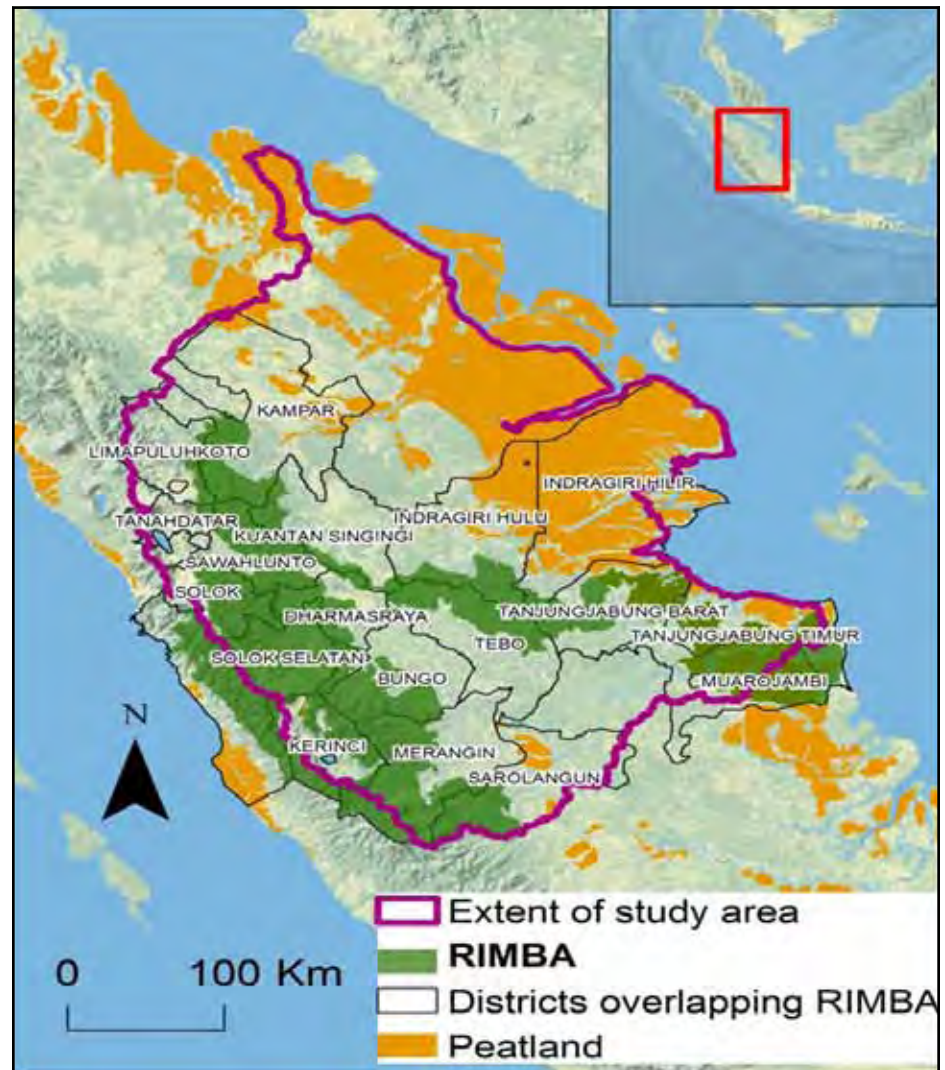 KAMPAR
LIMAPULUHKOTO
INDRAGIRI HILIR
TANAHDATAR
INDRAGIRI HULU
KUANTAN SINGINGI
SAWAHLUNTO
SOLOK
DHARMASRAYA
TANJUNGJABUNG BARAT
TEBO
TANJUNGJABUNG TIMUR
SOLOK SELATAN
BUNGO
MUAROJAMBI
N
KERINCI
MERANGIN
SAROLANGUN
Extent of study area
RIMBA
Districts overlapping RIMBA
Peatland
0 100 Km